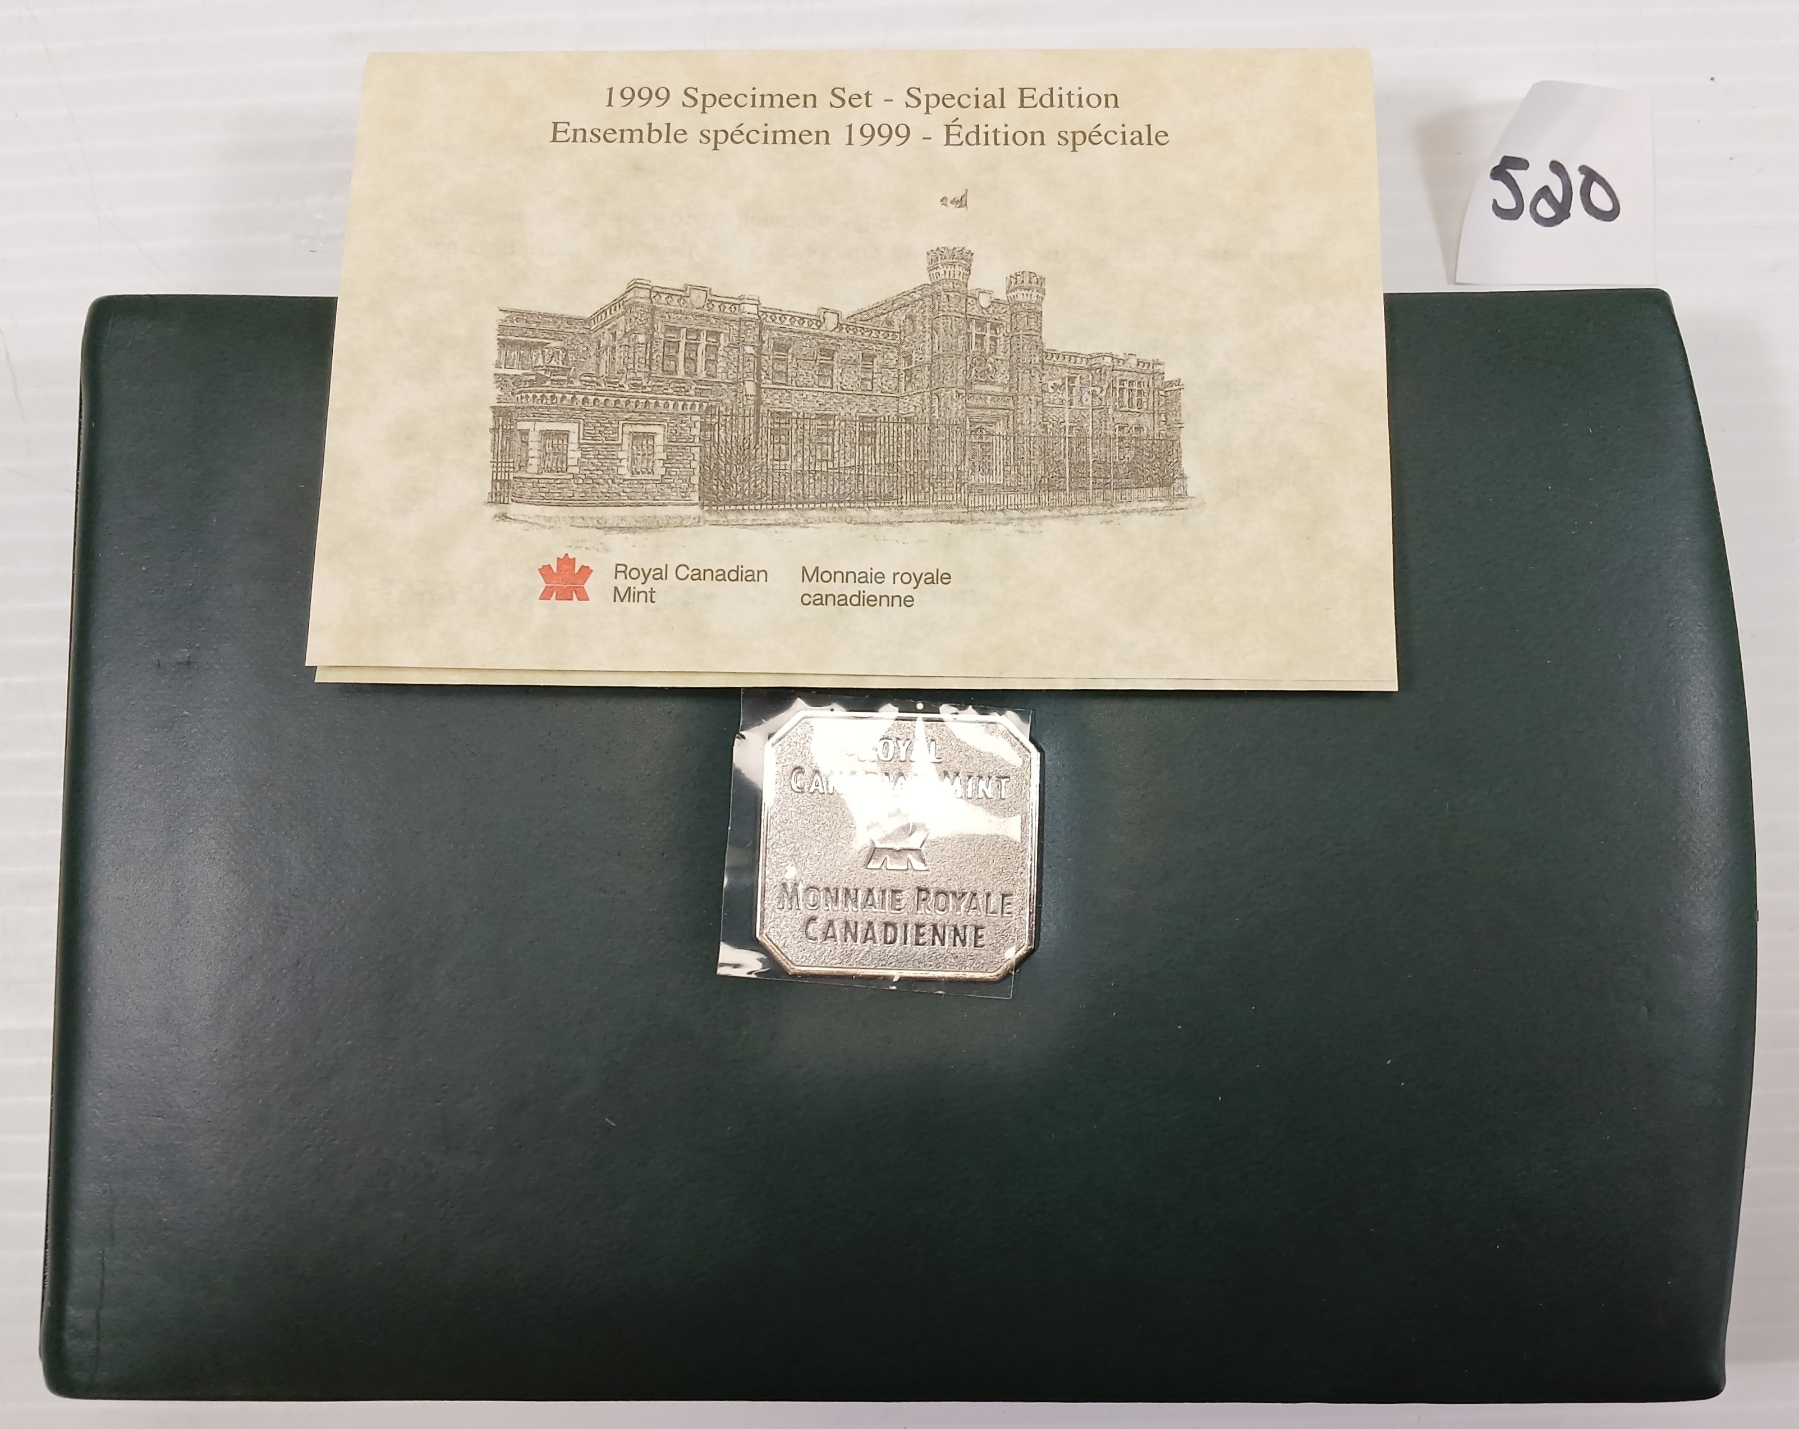 1999 Specimen Set - Special Edition
Ensemble spécimen 1999 - Édition spéciale
520
Royal Canadian Monnaie royale
Mint canadienne
ROYAL
CANADIAN MINT
MONNAIE ROYALE
CANADIENNE